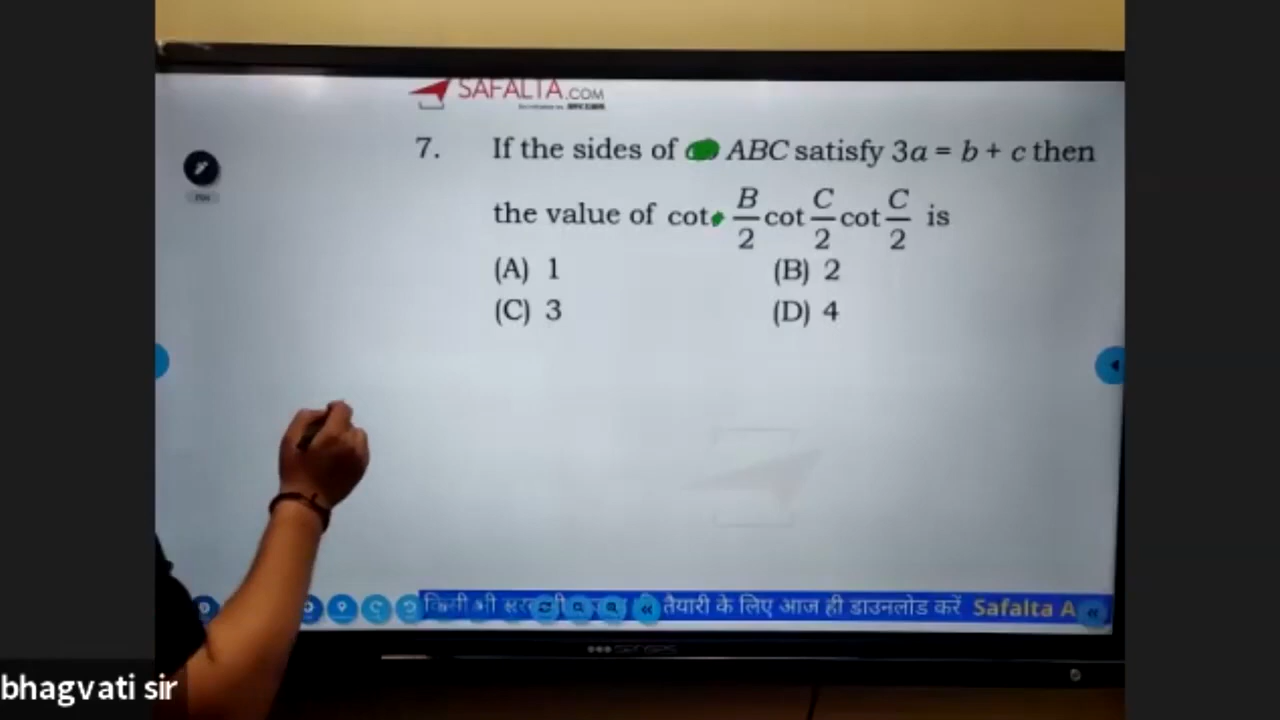 SAFALTA.COM
7. If the sides of ABC satisfy 3a = b + c then
the value of cot B/2 cot C/2 cot C/2 is
(A) 1 (B) 2
(C) 3 (D) 4
किसी भी तैयारी के लिए आज ही डाउनलोड करें Safalta A
bhagvati sir